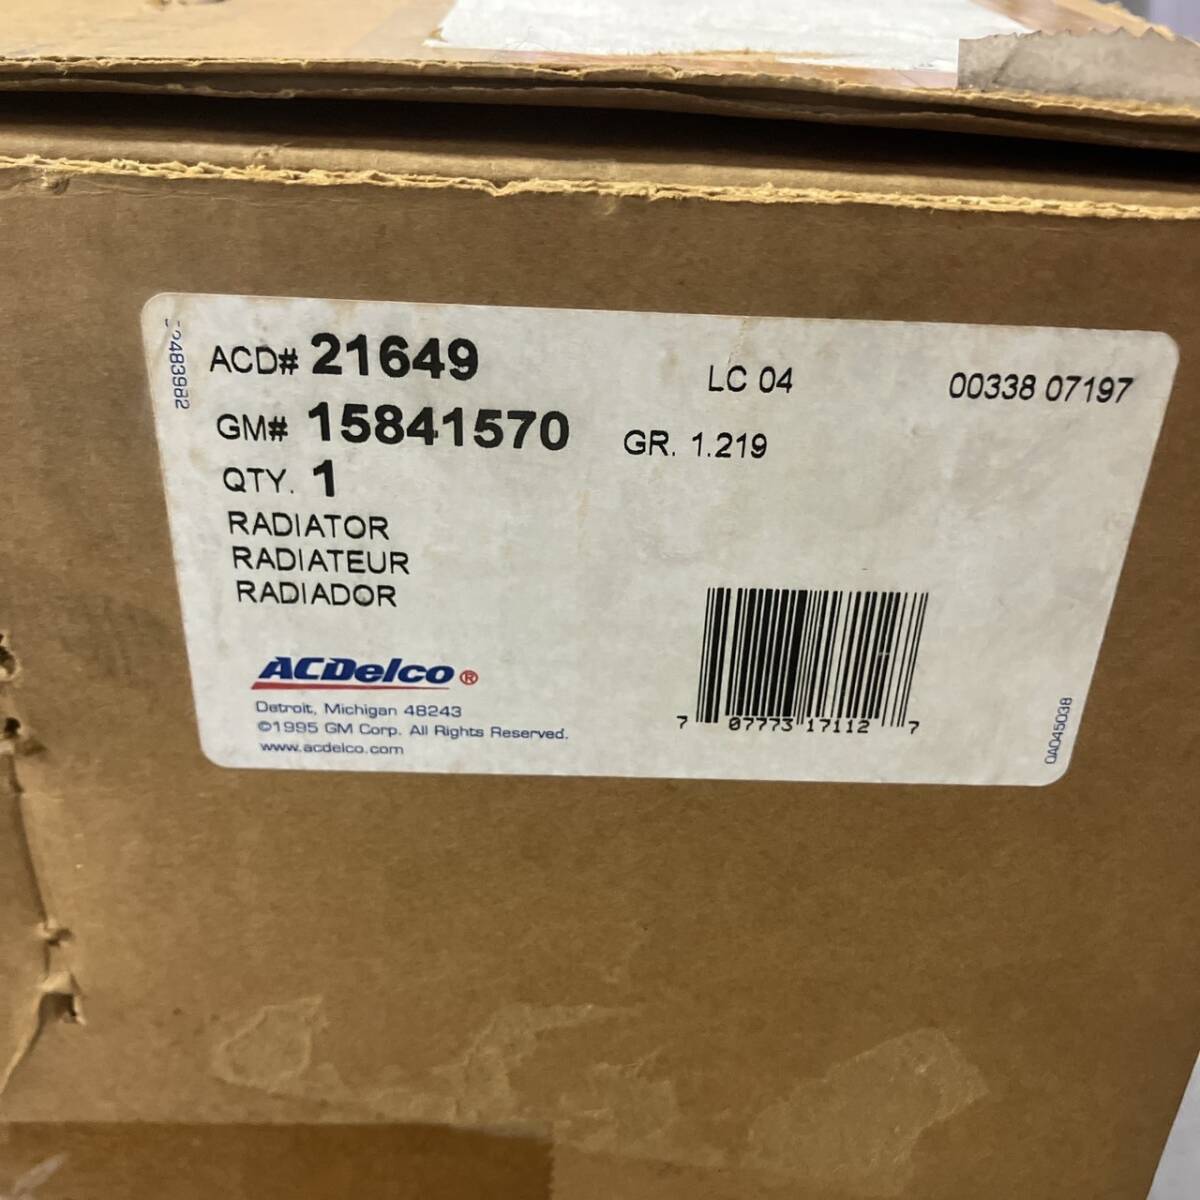 ACD# 21649
LC 04
00338 07197
GM# 15841570
GR. 1.219
QTY. 1
RADIATOR
RADIATEUR
RADIADOR
ACDelco®
Detroit, Michigan 48243
©1995 GM Corp. All Rights Reserved.
www.acdelco.com
7 07773 17112 7
0A045038